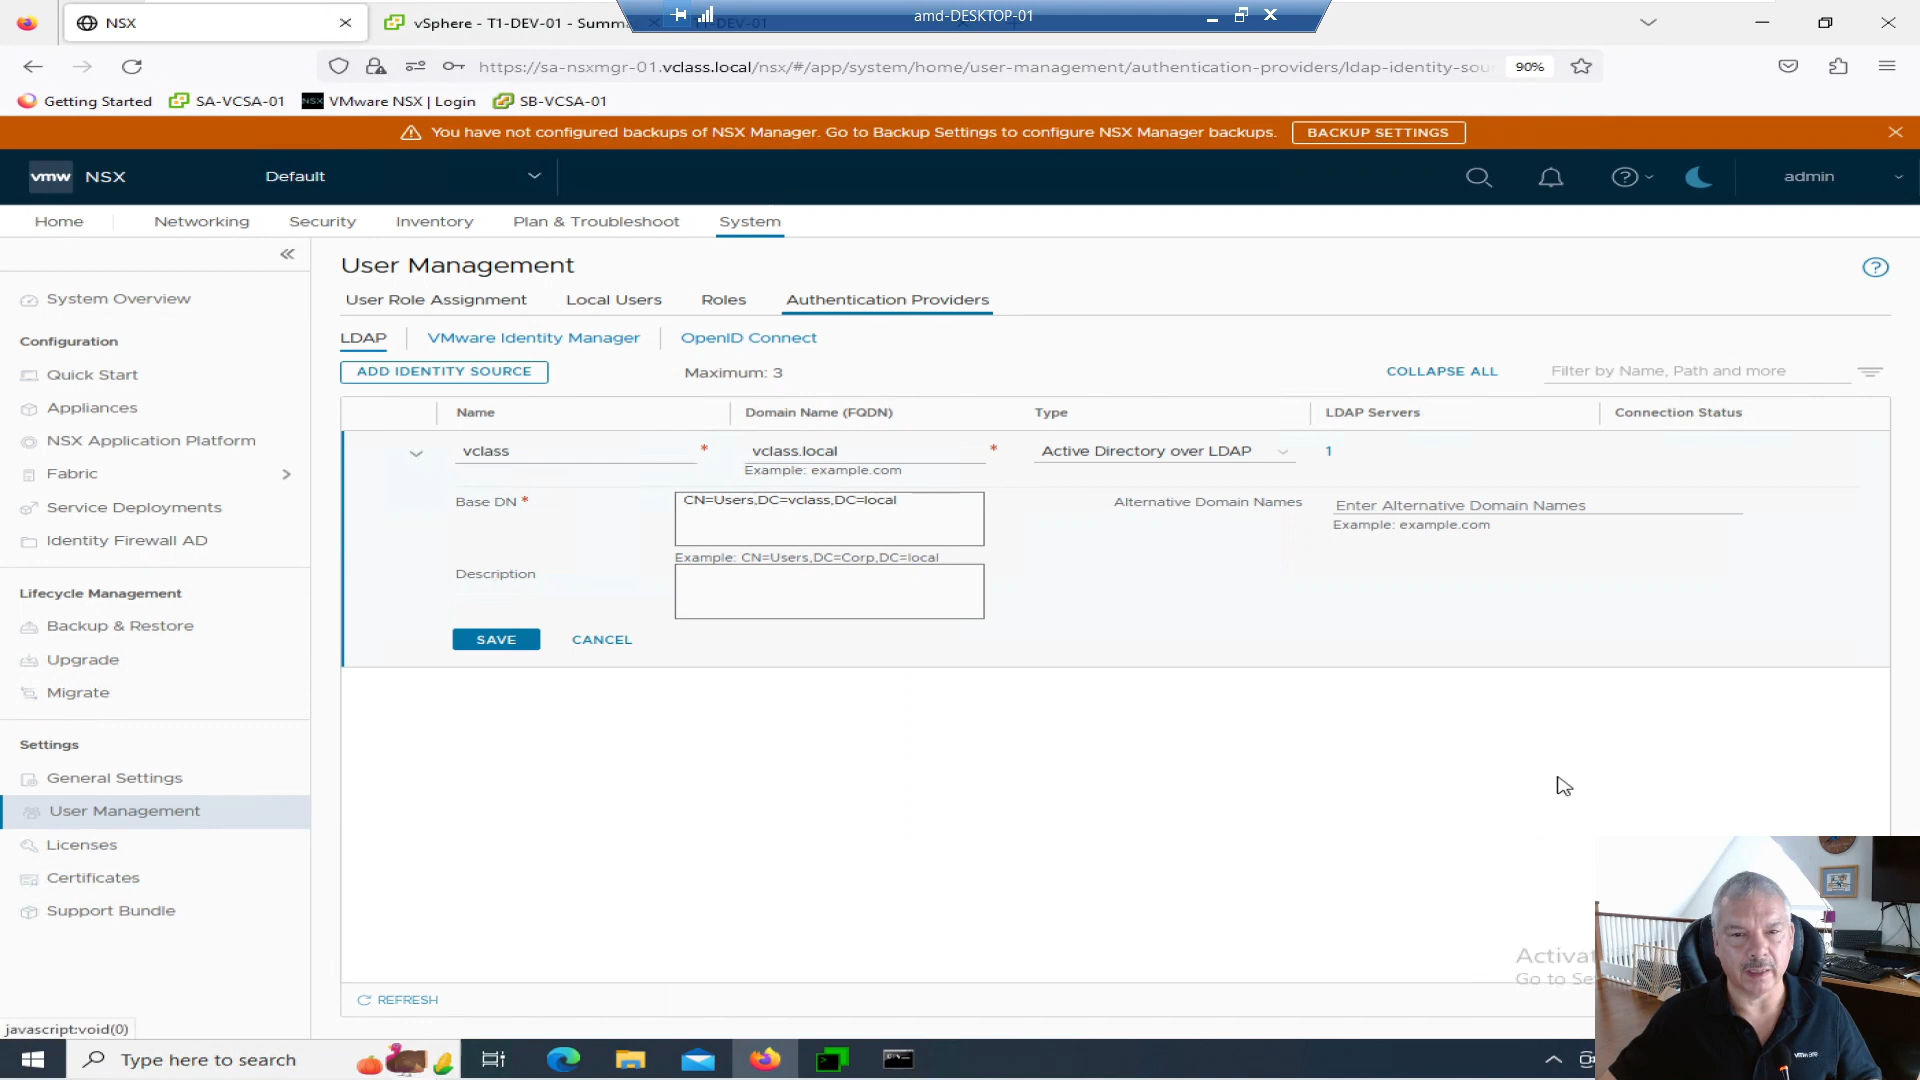 amd-DESKTOP-01
NSX
vSphere - T1-DEV-01 - Summa
T1-DEV-01
https://sa-nsxmgr-01.vclass.local/nsx/#/app/system/home/user-management/authentication-providers/ldap-identity-sou
90%
Getting Started
SA-VCSA-01
NSX
VMware NSX | Login
SB-VCSA-01
You have not configured backups of NSX Manager. Go to Backup Settings to configure NSX Manager backups.
BACKUP SETTINGS
vmw
NSX
Default
admin
Home
Networking
Security
Inventory
Plan & Troubleshoot
System
System Overview
Configuration
Quick Start
Appliances
NSX Application Platform
Fabric
Service Deployments
Identity Firewall AD
Lifecycle Management
Backup & Restore
Upgrade
Migrate
Settings
General Settings
User Management
Licenses
Certificates
Support Bundle
User Management
User Role Assignment
Local Users
Roles
Authentication Providers
LDAP
VMware Identity Manager
OpenID Connect
ADD IDENTITY SOURCE
Maximum: 3
COLLAPSE ALL
Filter by Name, Path and more
Name
Domain Name (FQDN)
Type
LDAP Servers
Connection Status
vclass *
vclass.local *
Example: example.com
Active Directory over LDAP
1
Base DN *
CN=Users,DC=vclass,DC=local
Example: CN=Users,DC=Corp,DC=local
Alternative Domain Names
Enter Alternative Domain Names
Example: example.com
Description
SAVE
CANCEL
REFRESH
Activat
Go to Se
javascript:void(0)
Type here to search
vmware